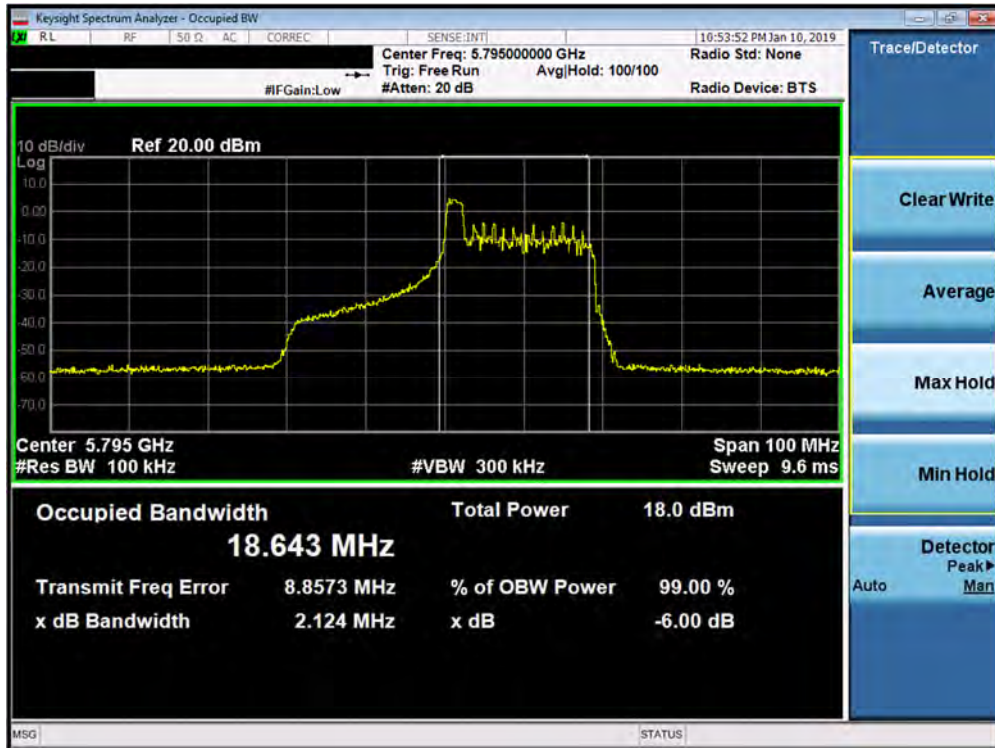 Keysight Spectrum Analyzer - Occupied BW
LXI RL RF 50 Ω AC CORREC SENSE:INT 10:53:52 PM Jan 10, 2019
Center Freq: 5.795000000 GHz Radio Std: None
Trig: Free Run Avg|Hold: 100/100
#IFGain:Low #Atten: 20 dB Radio Device: BTS
Trace/Detector
10 dB/div Ref 20.00 dBm
Log
10.0
0.00
-10.0
-20.0
-30.0
-40.0
-50.0
-60.0
-70.0
Center 5.795 GHz Span 100 MHz
#Res BW 100 kHz #VBW 300 kHz Sweep 9.6 ms
Clear Write
Average
Max Hold
Min Hold
Detector
Peak▶
Auto Man
Occupied Bandwidth Total Power 18.0 dBm
18.643 MHz
Transmit Freq Error 8.8573 MHz % of OBW Power 99.00 %
x dB Bandwidth 2.124 MHz x dB -6.00 dB
MSG STATUS